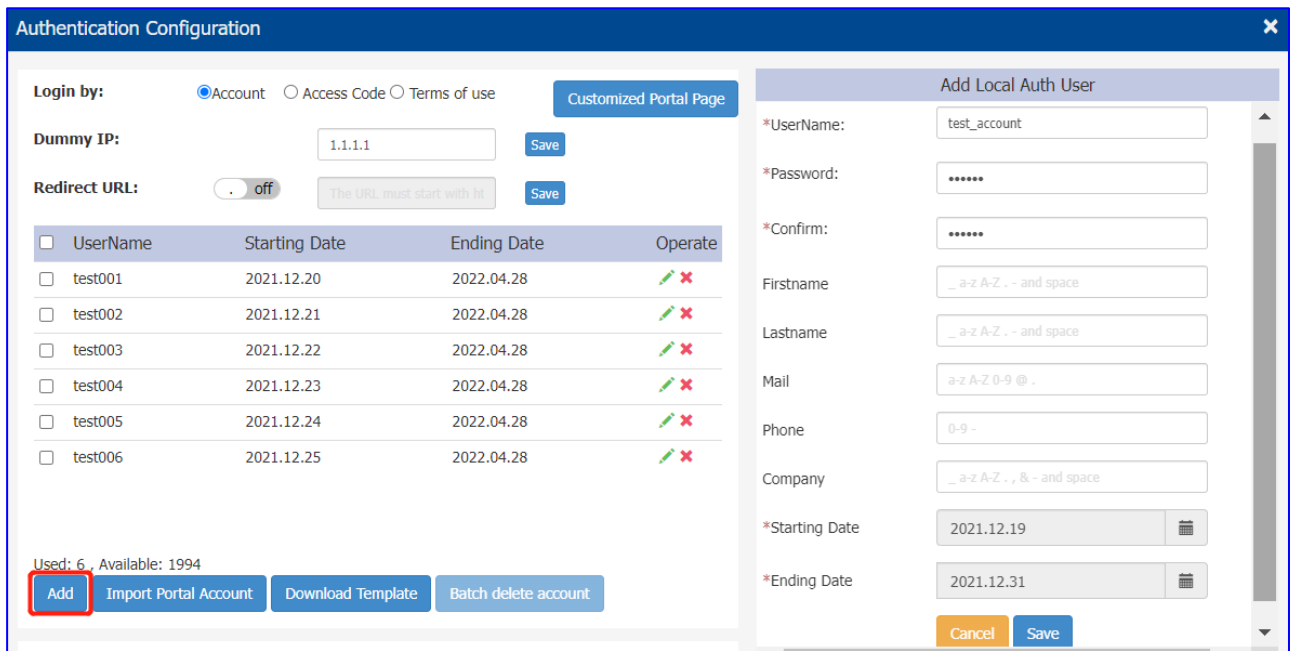 Authentication Configuration
Login by: Account Access Code Terms of use Customized Portal Page
Dummy IP: 1.1.1.1 Save
Redirect URL: . off The URL must start with ht Save
UserName Starting Date Ending Date Operate
test001 2021.12.20 2022.04.28
test002 2021.12.21 2022.04.28
test003 2021.12.22 2022.04.28
test004 2021.12.23 2022.04.28
test005 2021.12.24 2022.04.28
test006 2021.12.25 2022.04.28
Used: 6 , Available: 1994
Add Import Portal Account Download Template Batch delete account
Add Local Auth User
*UserName: test_account
*Password: ••••••
*Confirm: ••••••
Firstname _ a-z A-Z . - and space
Lastname _ a-z A-Z . - and space
Mail a-z A-Z 0-9 @ .
Phone 0-9 -
Company _ a-z A-Z . , & - and space
*Starting Date 2021.12.19
*Ending Date 2021.12.31
Cancel Save